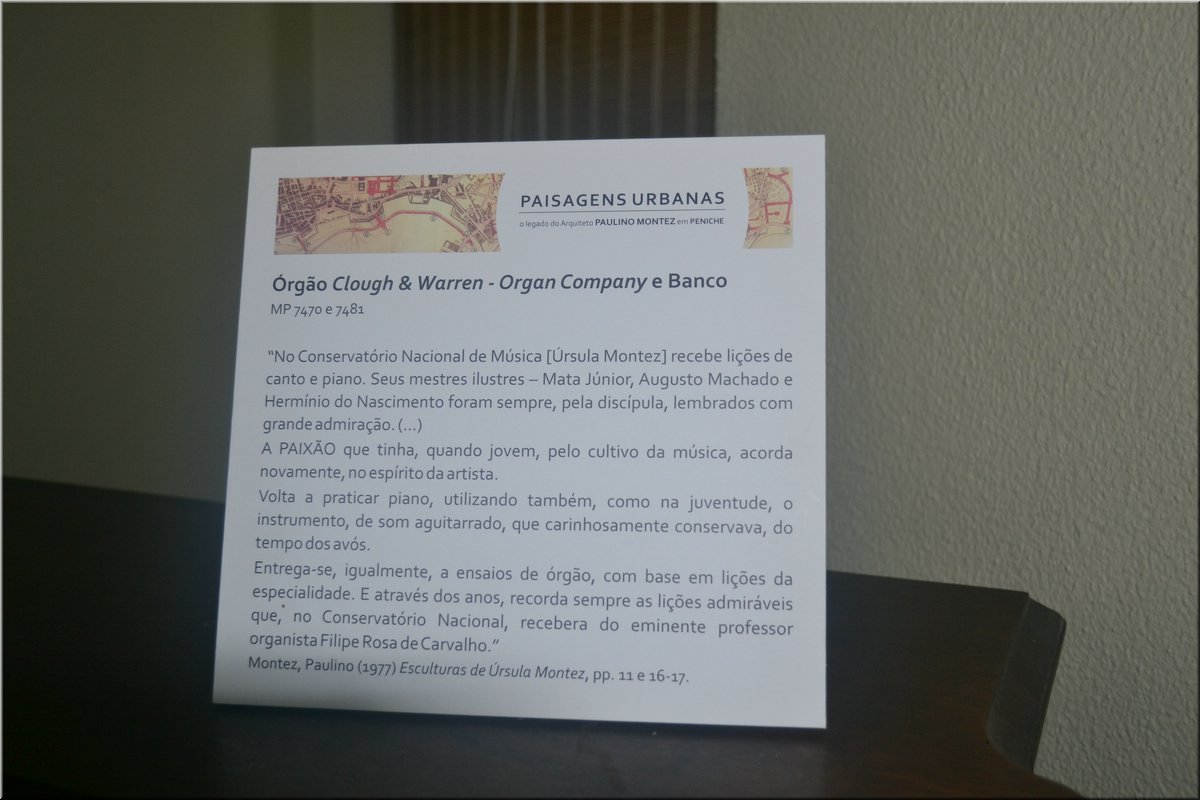 PAISAGENS URBANAS
o legado do Arquiteto PAULINO MONTEZ em PENICHE
Órgão Clough & Warren - Organ Company e Banco
MP 7470 e 7481
“No Conservatório Nacional de Música [Úrsula Montez] recebe lições de
canto e piano. Seus mestres ilustres – Mata Júnior, Augusto Machado e
Hermínio do Nascimento foram sempre, pela discípula, lembrados com
grande admiração. (...)
A PAIXÃO que tinha, quando jovem, pelo cultivo da música, acorda
novamente, no espírito da artista.
Volta a praticar piano, utilizando também, como na juventude, o
instrumento, de som aguitarrado, que carinhosamente conservava, do
tempo dos avós.
Entrega-se, igualmente, a ensaios de órgão, com base em lições da
especialidade. E através dos anos, recorda sempre as lições admiráveis
que, no Conservatório Nacional, recebera do eminente professor
organista Filipe Rosa de Carvalho.”
Montez, Paulino (1977) Esculturas de Úrsula Montez, pp. 11 e 16-17.